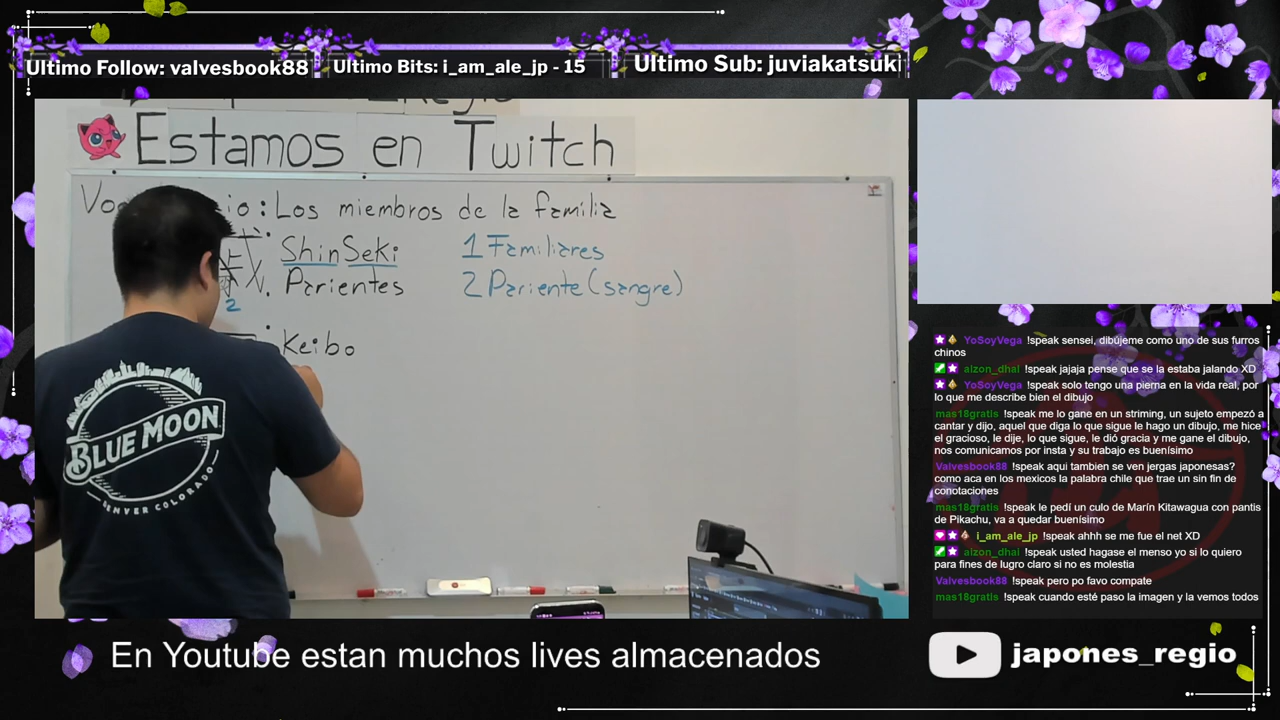 Ultimo Follow: valvesbook88
Ultimo Bits: i_am_ale_jp - 15
Ultimo Sub: juviakatsuki
Estamos en Twitch
io: Los miembros de la familia
ShinSeki
1 Familiares
Parientes
2 Pariente (sangre)
2
: Keibo
BLUE MOON
DENVER COLORADO
YoSoyVega !speak sensei, dibújeme como uno de sus furros
chinos
aizon_dhal !speak jajaja pense que se la estaba jalando XD
YoSoyVega !speak solo tengo una pierna en la vida real, por
lo que me describe bien el dibujo
mas18gratis !speak me lo gane en un striming, un sujeto empezó a
cantar y dijo, aquel que diga lo que sigue le hago un dibujo, me hice
el gracioso, le dije, lo que sigue, le dió gracia y me gane el dibujo,
nos comunicamos por insta y su trabajo es buenísimo
Valvesbook88 !speak aqui tambien se ven jergas japonesas?
como aca en los mexicos la palabra chile que trae un sin fin de
conotaciones
mas18gratis !speak le pedí un culo de Marín Kitawagua con pantis
de Pikachu, va a quedar buenísimo
i_am_ale_jp !speak ahhh se me fue el net XD
aizon_dhal !speak usted hagase el menso yo si lo quiero
para fines de lugro claro si no es molestia
Valvesbook88 !speak pero po favo compate
mas18gratis !speak cuando esté paso la imagen y la vemos todos
En Youtube estan muchos lives almacenados
japones_regio